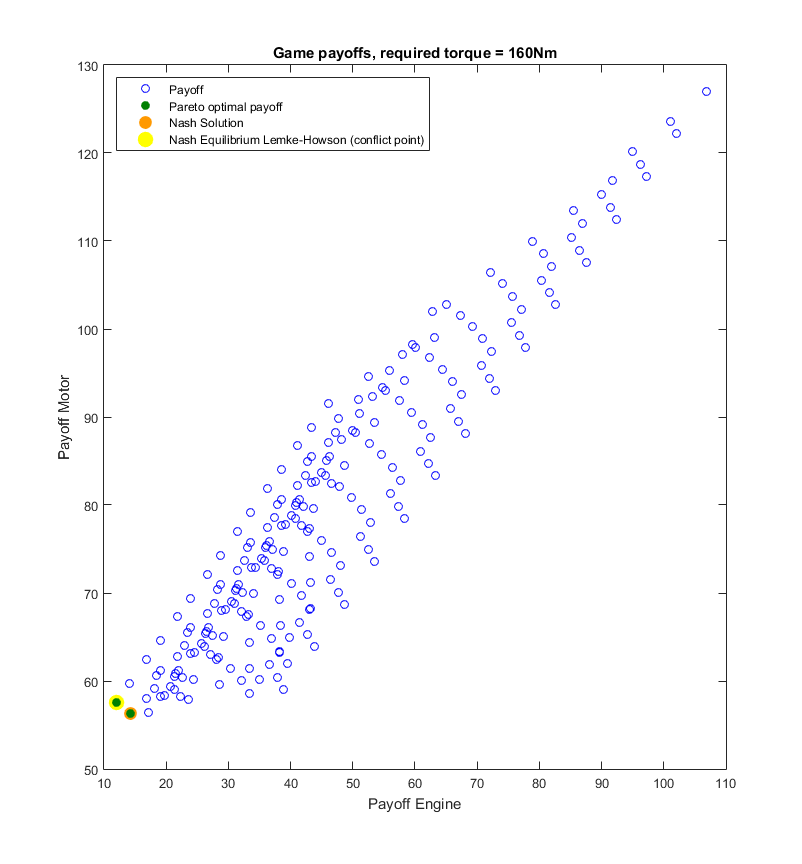 Game payoffs, required torque = 160Nm
Payoff
Pareto optimal payoff
Nash Solution
Nash Equilibrium Lemke-Howson (conflict point)
130
120
110
100
90
80
70
60
50
Payoff Motor
10 20 30 40 50 60 70 80 90 100 110
Payoff Engine